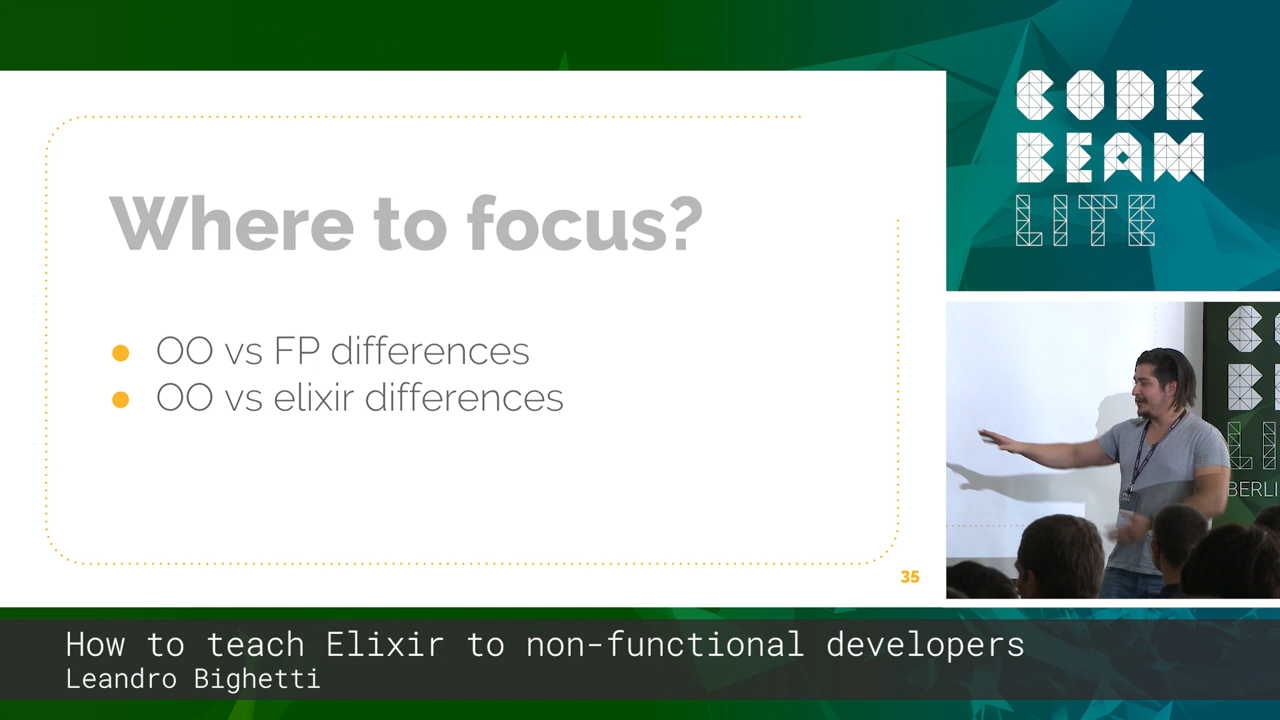 CODE
BEAM
LITE
Where to focus?
● OO vs FP differences
● OO vs elixir differences
35
LI
BERLI
How to teach Elixir to non-functional developers
Leandro Bighetti